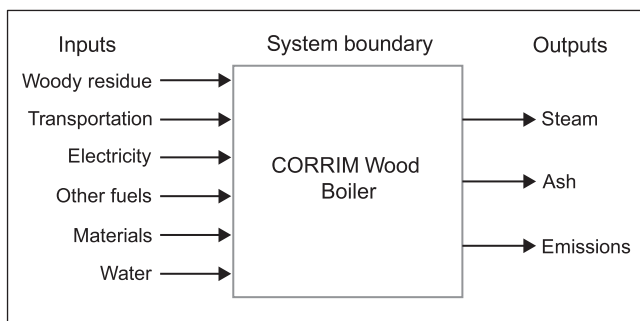 Inputs
System boundary
Outputs
Woody residue
Transportation
Electricity
Other fuels
Materials
Water
CORRIM Wood
Boiler
Steam
Ash
Emissions